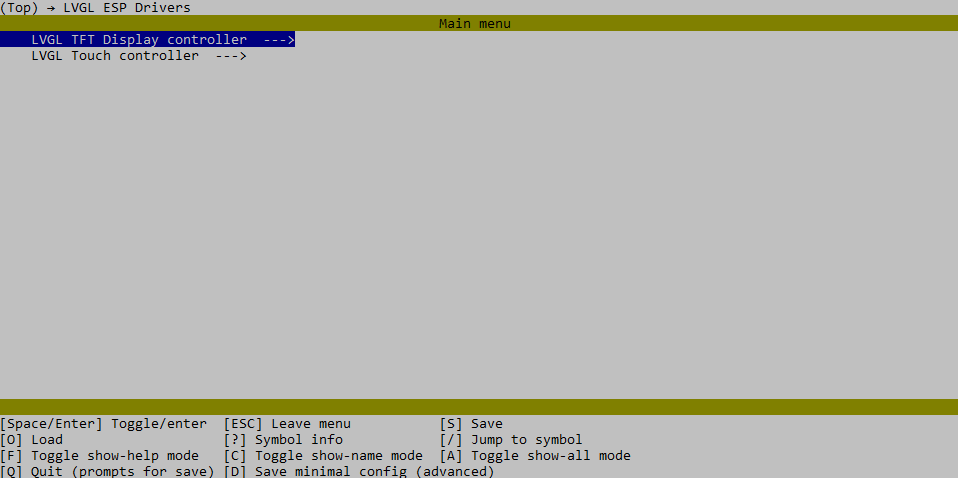 (Top) → LVGL ESP Drivers
Main menu
LVGL TFT Display controller  --->
LVGL Touch controller  --->
[Space/Enter] Toggle/enter  [ESC] Leave menu           [S] Save
[O] Load                    [?] Symbol info            [/] Jump to symbol
[F] Toggle show-help mode   [C] Toggle show-name mode  [A] Toggle show-all mode
[Q] Quit (prompts for save) [D] Save minimal config (advanced)